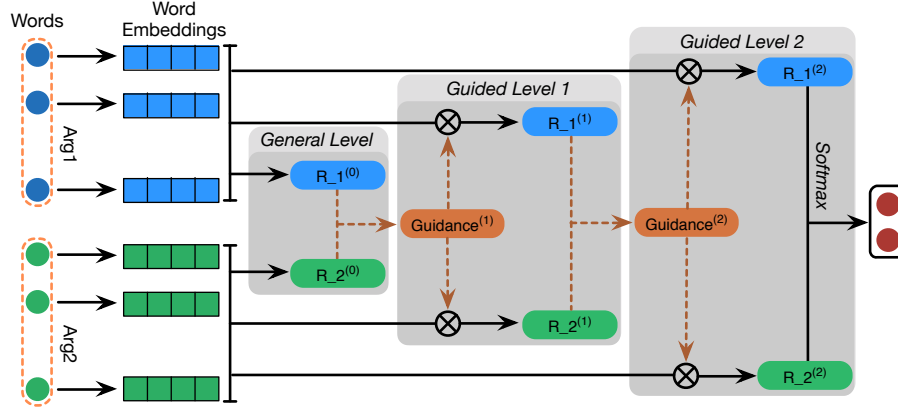 Words
Word
Embeddings
Arg1
Arg2
General Level
R_1(0)
R_2(0)
Guided Level 1
R_1(1)
Guidance(1)
R_2(1)
Guided Level 2
R_1(2)
Guidance(2)
R_2(2)
Softmax